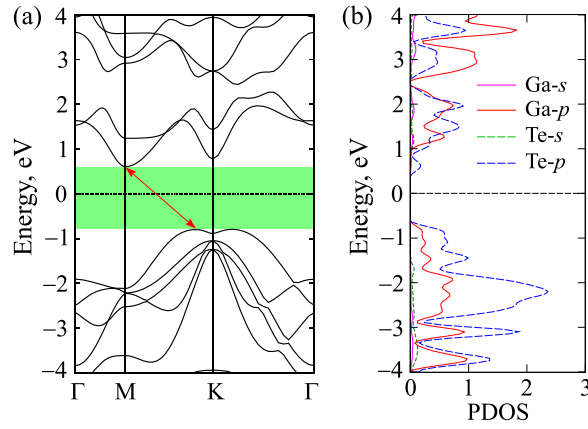 (a)
Energy, eV
4
3
2
1
0
−1
−2
−3
−4
Γ M K Γ
(b)
Energy, eV
4
3
2
1
0
−1
−2
−3
−4
Ga-s
Ga-p
Te-s
Te-p
0 1 2 3
PDOS